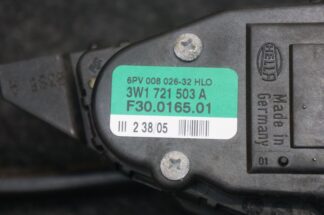 6PV 008 026-32 HLO
3W1 721 503 A
F30.0165.01
III 2 38/05
HELLA
Made in
Germany
01